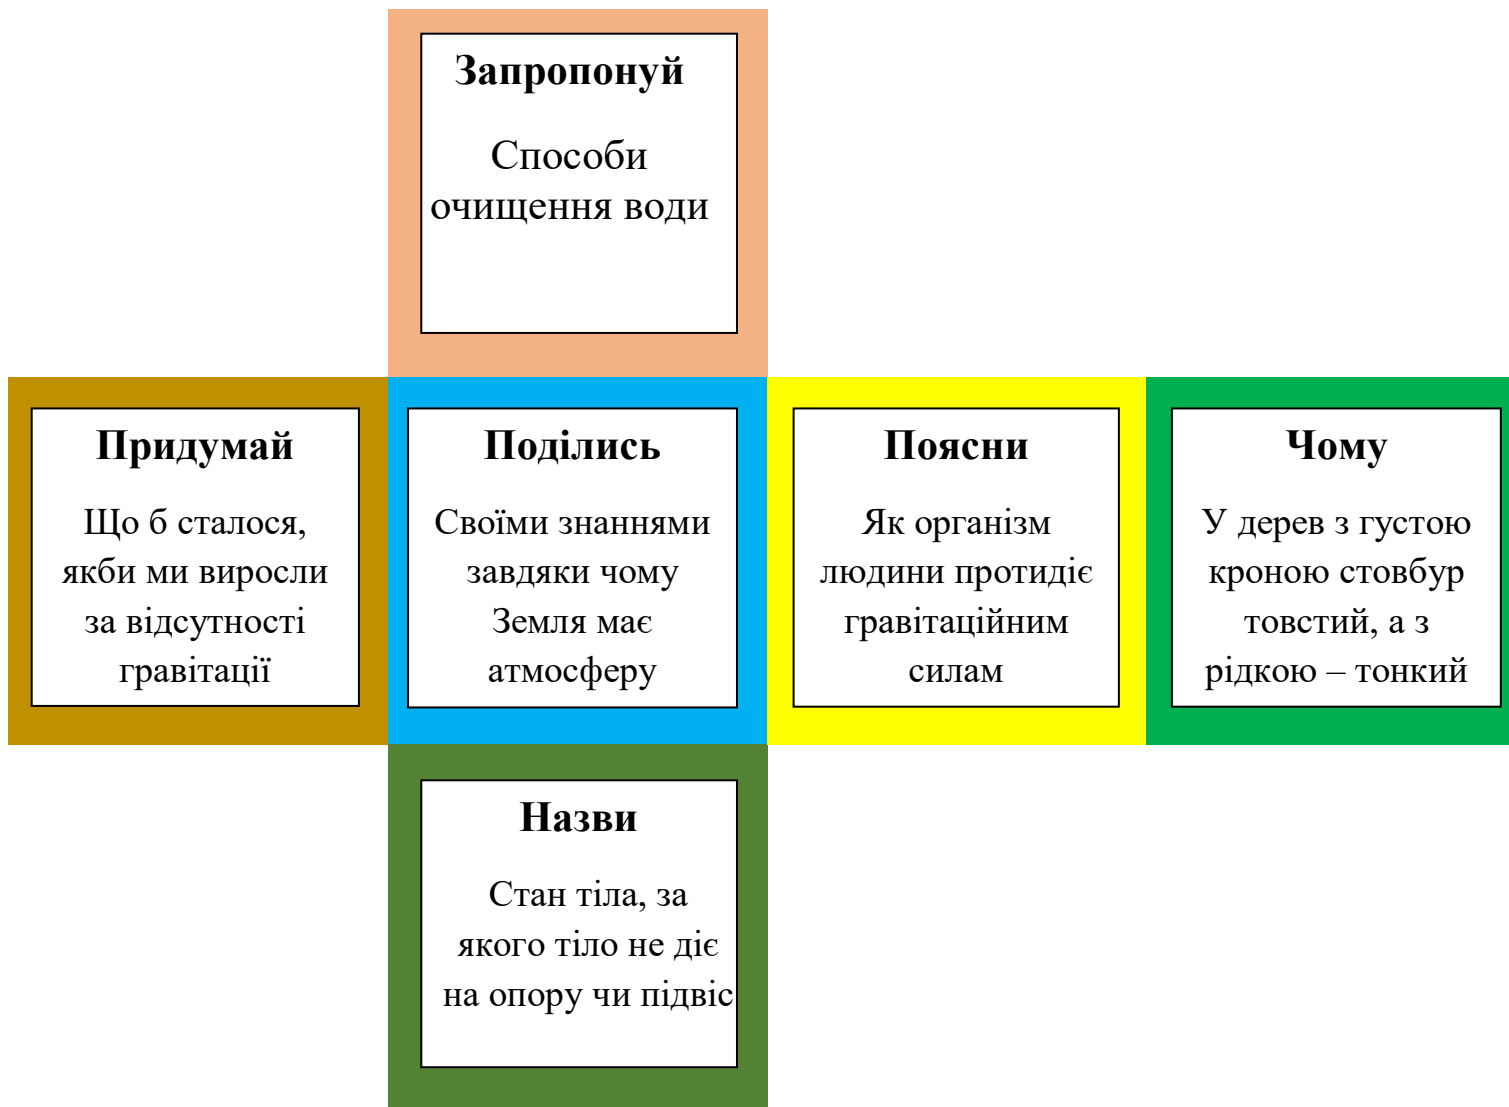 Запропонуй
Способи
очищення води
Придумай
Що б сталося,
якби ми виросли
за відсутності
гравітації
Поділись
Своїми знаннями
завдяки чому
Земля має
атмосферу
Поясни
Як організм
людини протидіє
гравітаційним
силам
Чому
У дерев з густою
кроною стовбур
товстий, а з
рідкою – тонкий
Назви
Стан тіла, за
якого тіло не діє
на опору чи підвіс